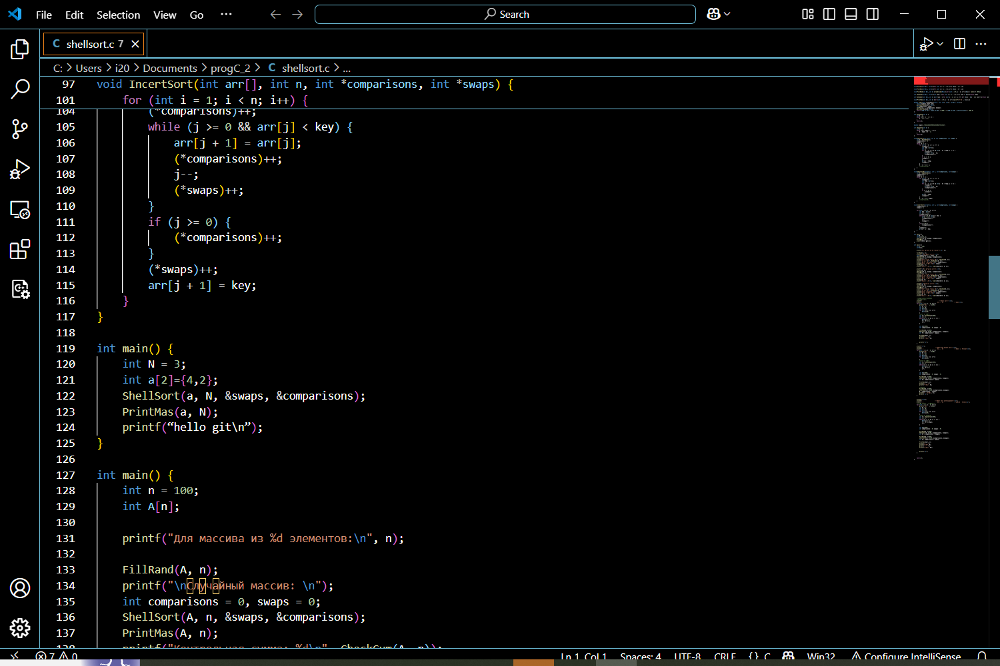 File Edit Selection View Go ··· Search
C shellsort.c 7
C: > Users > i20 > Documents > progC_2 > C shellsort.c > ...
97 void IncertSort(int arr[], int n, int *comparisons, int *swaps) {
101 for (int i = 1; i < n; i++) {
104 (*comparisons)++;
105 while (j >= 0 && arr[j] < key) {
106 arr[j + 1] = arr[j];
107 (*comparisons)++;
108 j--;
109 (*swaps)++;
110 }
111 if (j >= 0) {
112 (*comparisons)++;
113 }
114 (*swaps)++;
115 arr[j + 1] = key;
116 }
117 }
118
119 int main() {
120 int N = 3;
121 int a[2]={4,2};
122 ShellSort(a, N, &swaps, &comparisons);
123 PrintMas(a, N);
124 printf(“hello git\n”);
125 }
126
127 int main() {
128 int n = 100;
129 int A[n];
130
131 printf("Для массива из %d элементов:\n", n);
132
133 FillRand(A, n);
134 printf("\nСлучайный массив: \n");
135 int comparisons = 0, swaps = 0;
136 ShellSort(A, n, &swaps, &comparisons);
137 PrintMas(A, n);
138 printf("Контрольная сумма: %d\n", CheckSum(A, n));
7 0 Ln 1, Col 1 Spaces: 4 UTF-8 CRLF {} C Win32 Configure IntelliSense